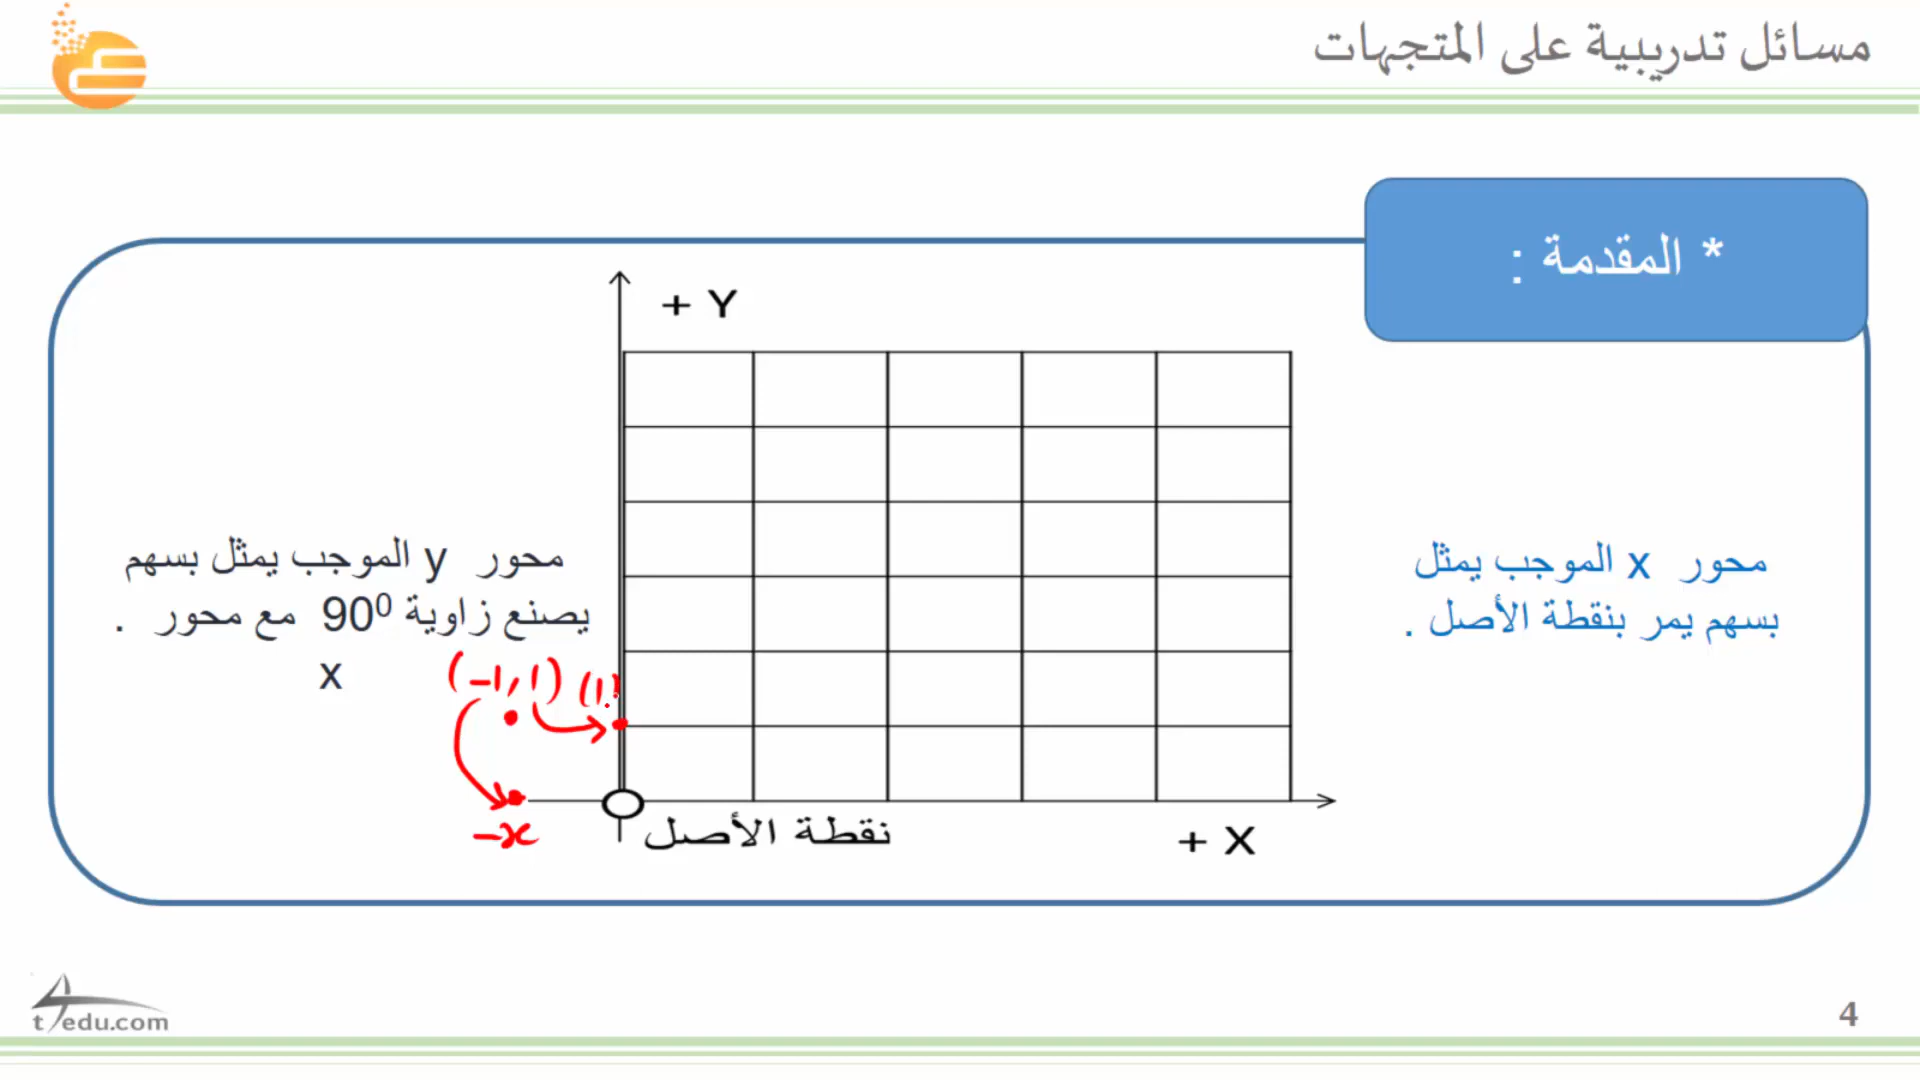 مسائل تدريبية على المتجهات
* المقدمة :
+ Y
محور x الموجب يمثل
بسهم يمر بنقطة الأصل .
محور y الموجب يمثل بسهم
يصنع زاوية 90⁰ مع محور .
x
(-1, 1) (1)
-x
نقطة الأصل
+ X
t4edu.com
4